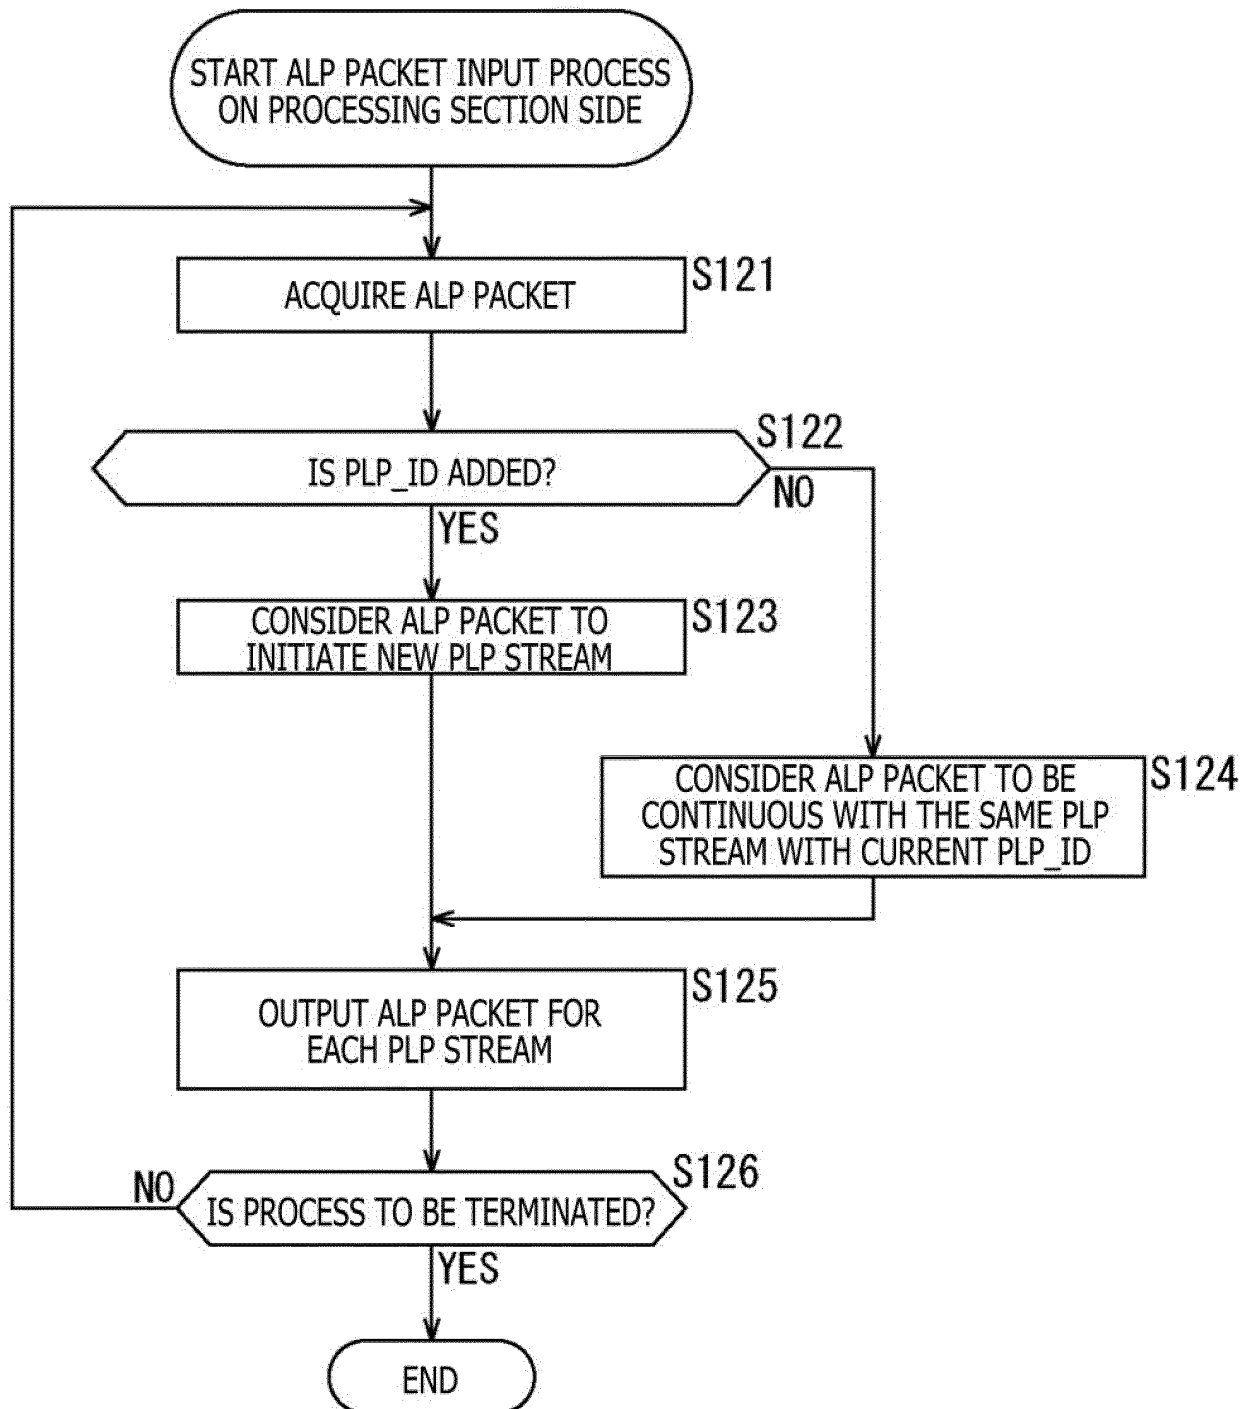 START ALP PACKET INPUT PROCESS
ON PROCESSING SECTION SIDE
S121
ACQUIRE ALP PACKET
S122
IS PLP_ID ADDED?
NO
YES
S123
CONSIDER ALP PACKET TO
INITIATE NEW PLP STREAM
S124
CONSIDER ALP PACKET TO BE
CONTINUOUS WITH THE SAME PLP
STREAM WITH CURRENT PLP_ID
S125
OUTPUT ALP PACKET FOR
EACH PLP STREAM
S126
NO
IS PROCESS TO BE TERMINATED?
YES
END